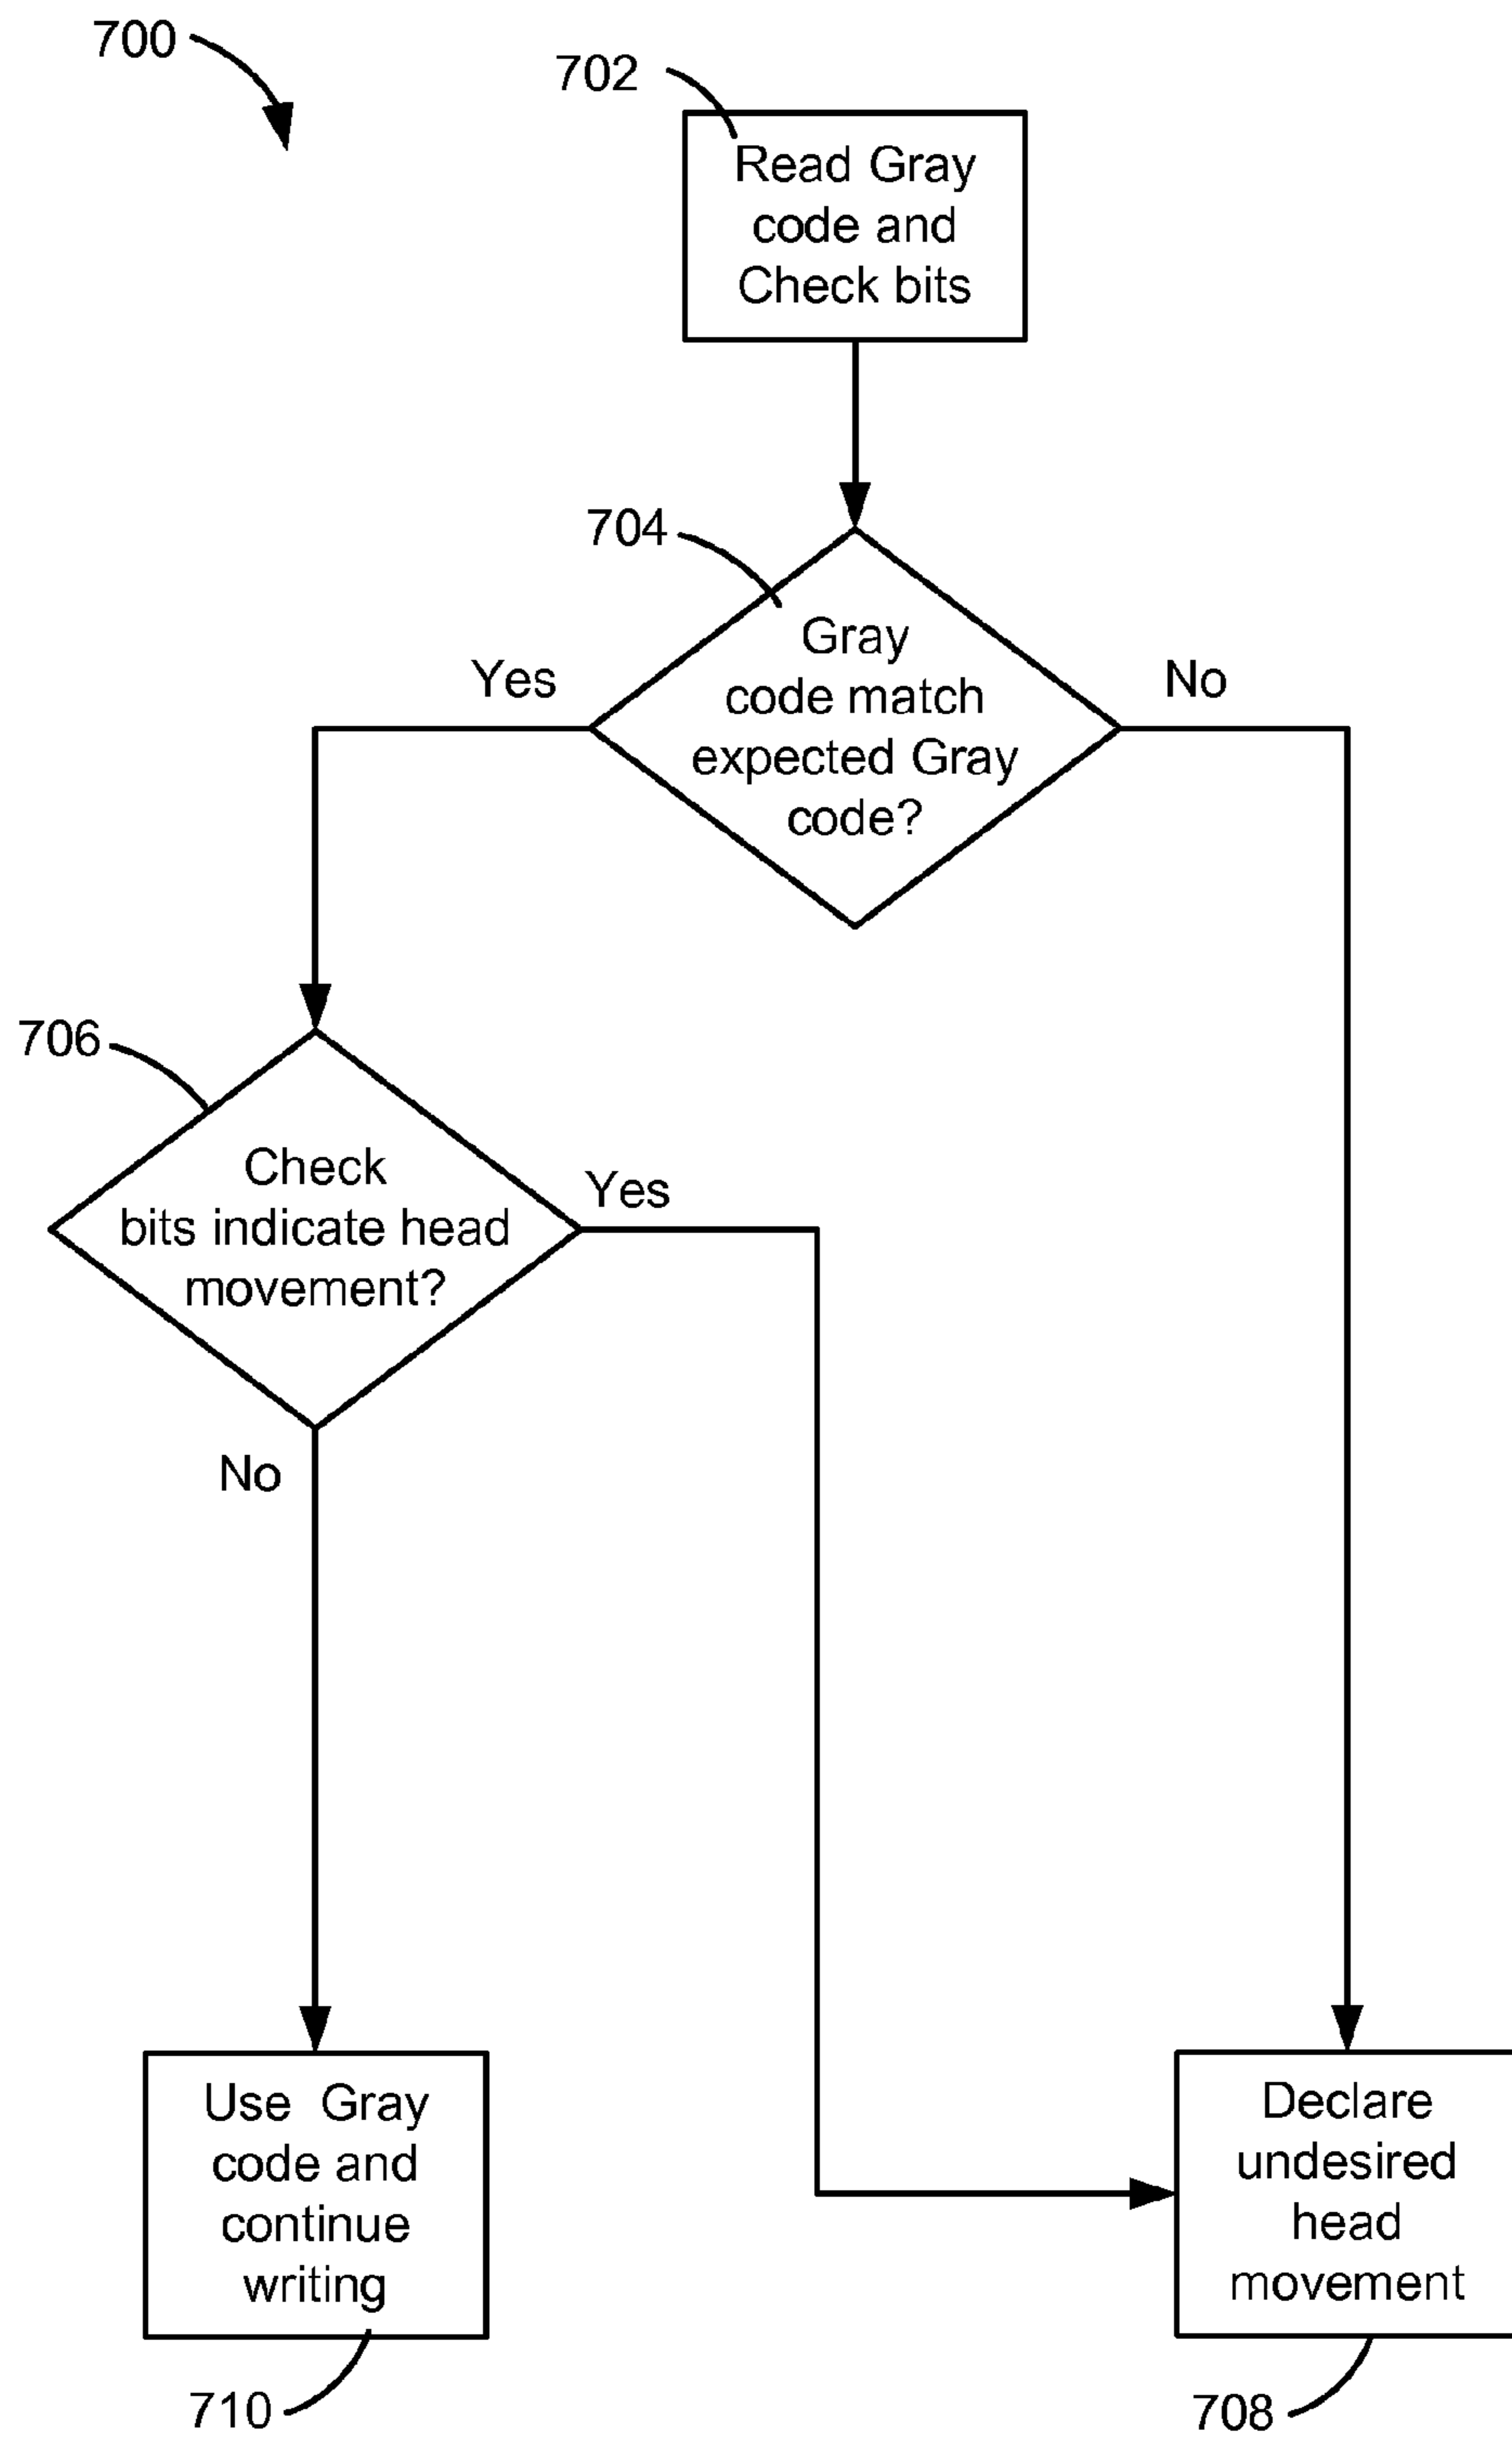 700
702
Read Gray
code and
Check bits
704
Gray
code match
expected Gray
code?
Yes
No
706
Check
bits indicate head
movement?
Yes
No
Use Gray
code and
continue
writing
710
Declare
undesired
head
movement
708